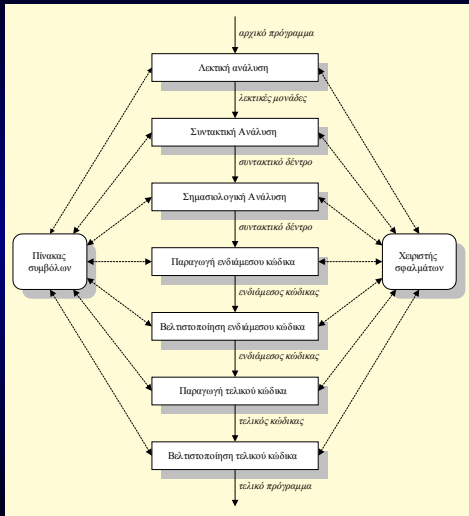 αρχικό πρόγραμμα
Λεκτική ανάλυση
λεκτικές μονάδες
Συντακτική Ανάλυση
συντακτικό δέντρο
Σημασιολογική Ανάλυση
συντακτικό δέντρο
Πίνακας
συμβόλων
Παραγωγή ενδιάμεσου κώδικα
Χειριστής
σφαλμάτων
ενδιάμεσος κώδικας
Βελτιστοποίηση ενδιάμεσου κώδικα
ενδιάμεσος κώδικας
Παραγωγή τελικού κώδικα
τελικός κώδικας
Βελτιστοποίηση τελικού κώδικα
τελικό πρόγραμμα